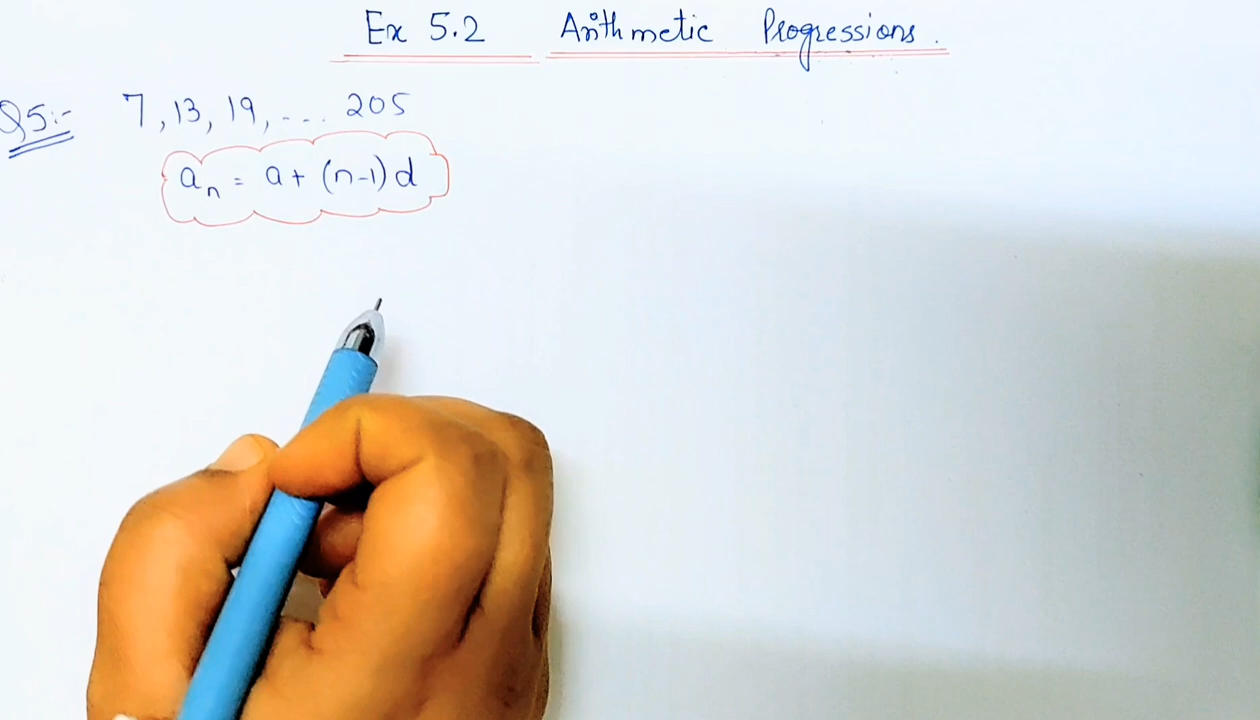 Ex 5.2 Arithmetic Progressions.
Q5:- 7, 13, 19, ... 205
aₙ = a + (n-1) d